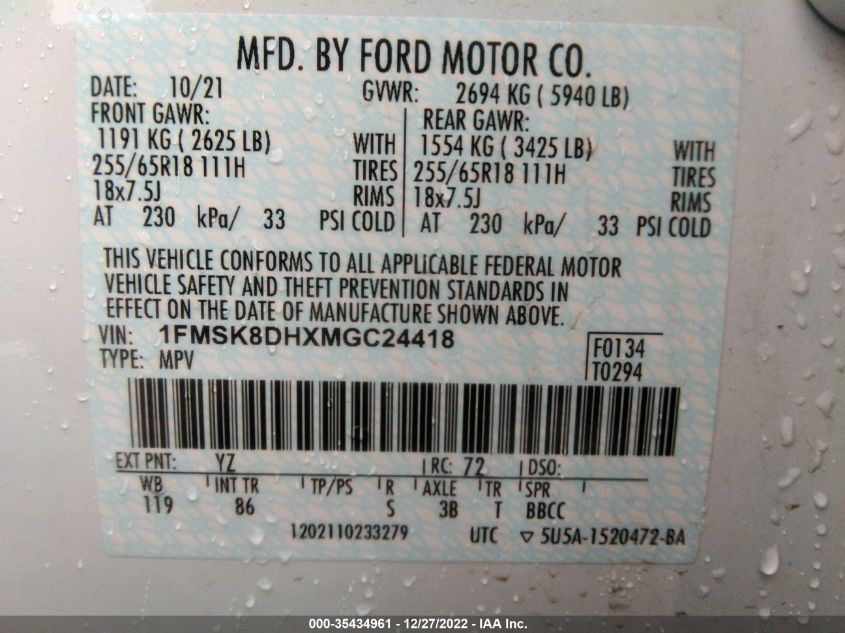 MFD. BY FORD MOTOR CO.
DATE: 10/21 GVWR: 2694 KG ( 5940 LB)
FRONT GAWR: REAR GAWR:
1191 KG ( 2625 LB) WITH 1554 KG ( 3425 LB) WITH
255/65R18 111H TIRES 255/65R18 111H TIRES
18x7.5J RIMS 18x7.5J RIMS
AT 230 kPa/ 33 PSI COLD AT 230 kPa/ 33 PSI COLD
THIS VEHICLE CONFORMS TO ALL APPLICABLE FEDERAL MOTOR
VEHICLE SAFETY AND THEFT PREVENTION STANDARDS IN
EFFECT ON THE DATE OF MANUFACTURE SHOWN ABOVE.
VIN: 1FMSK8DHXMGC24418 F0134
TYPE: MPV T0294
EXT PNT: YZ RC: 72 DSO:
WB INT TR TP/PS R AXLE TR SPR
119 86 S 3B T BBCC
1202110233279 UTC ▽ 5U5A-1520472-BA
000-35434961 - 12/27/2022 - IAA Inc.